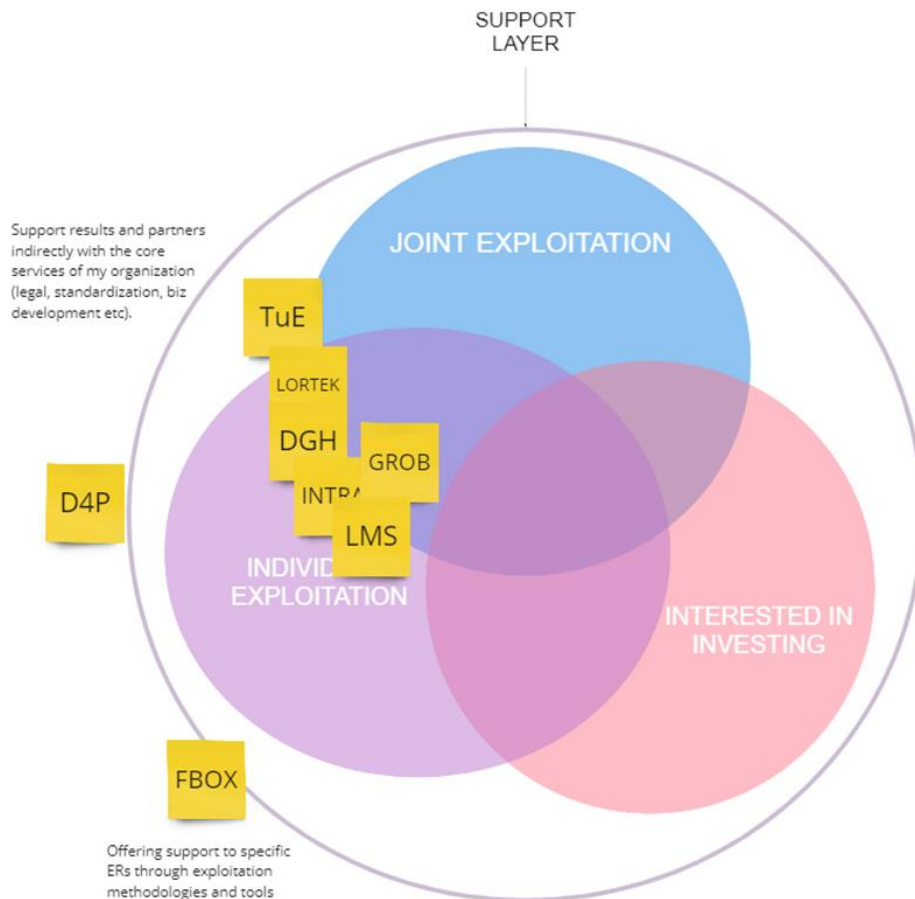 SUPPORT
LAYER
Support results and partners
indirectly with the core
services of my organization
(legal, standardization, biz
development etc).
JOINT EXPLOITATION
TuE
LORTEK
DGH
GROB
INTRA
LMS
D4P
INDIVID
EXPLOITATION
INTERESTED IN
INVESTING
FBOX
Offering support to specific
ERs through exploitation
methodologies and tools